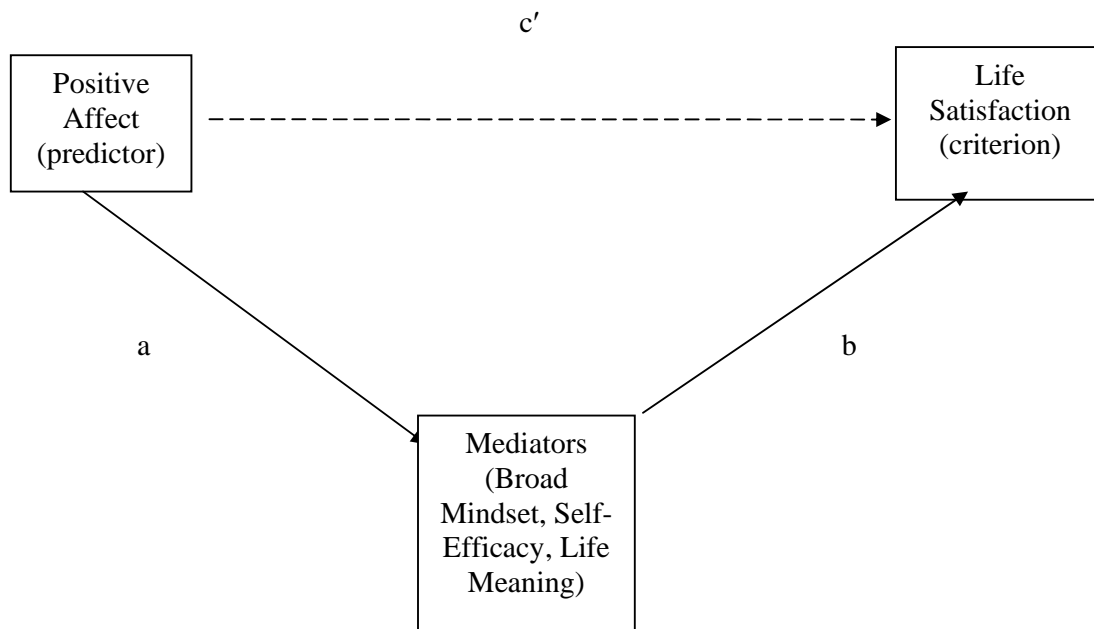 c′
Positive
Affect
(predictor)
Life
Satisfaction
(criterion)
a
b
Mediators
(Broad
Mindset, Self-
Efficacy, Life
Meaning)